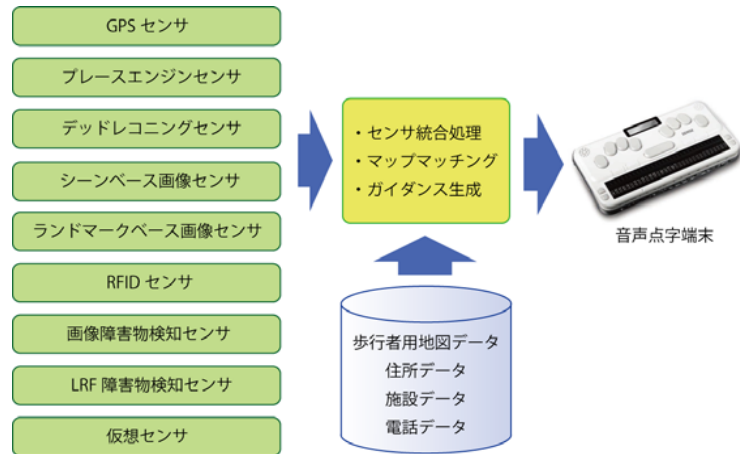 GPS センサ
プレースエンジンセンサ
デッドレコニングセンサ
シーンベース画像センサ
ランドマークベース画像センサ
RFID センサ
画像障害物検知センサ
LRF 障害物検知センサ
仮想センサ
・センサ統合処理
・マップマッチング
・ガイダンス生成
歩行者用地図データ
住所データ
施設データ
電話データ
音声点字端末